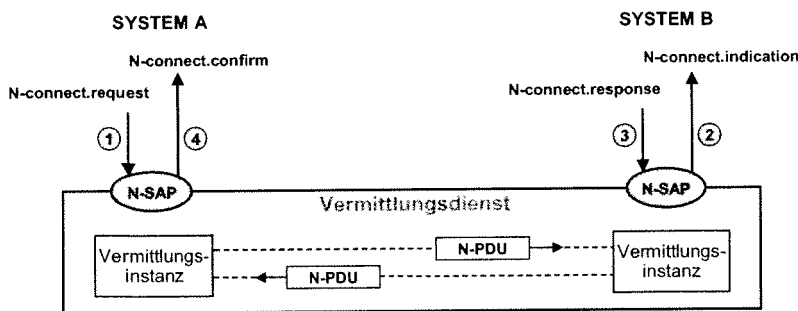 SYSTEM A
SYSTEM B
N-connect.confirm
N-connect.indication
N-connect.request
N-connect.response
1
4
3
2
N-SAP
N-SAP
Vermittlungsdienst
Vermittlungs-
instanz
N-PDU
N-PDU
Vermittlungs-
instanz